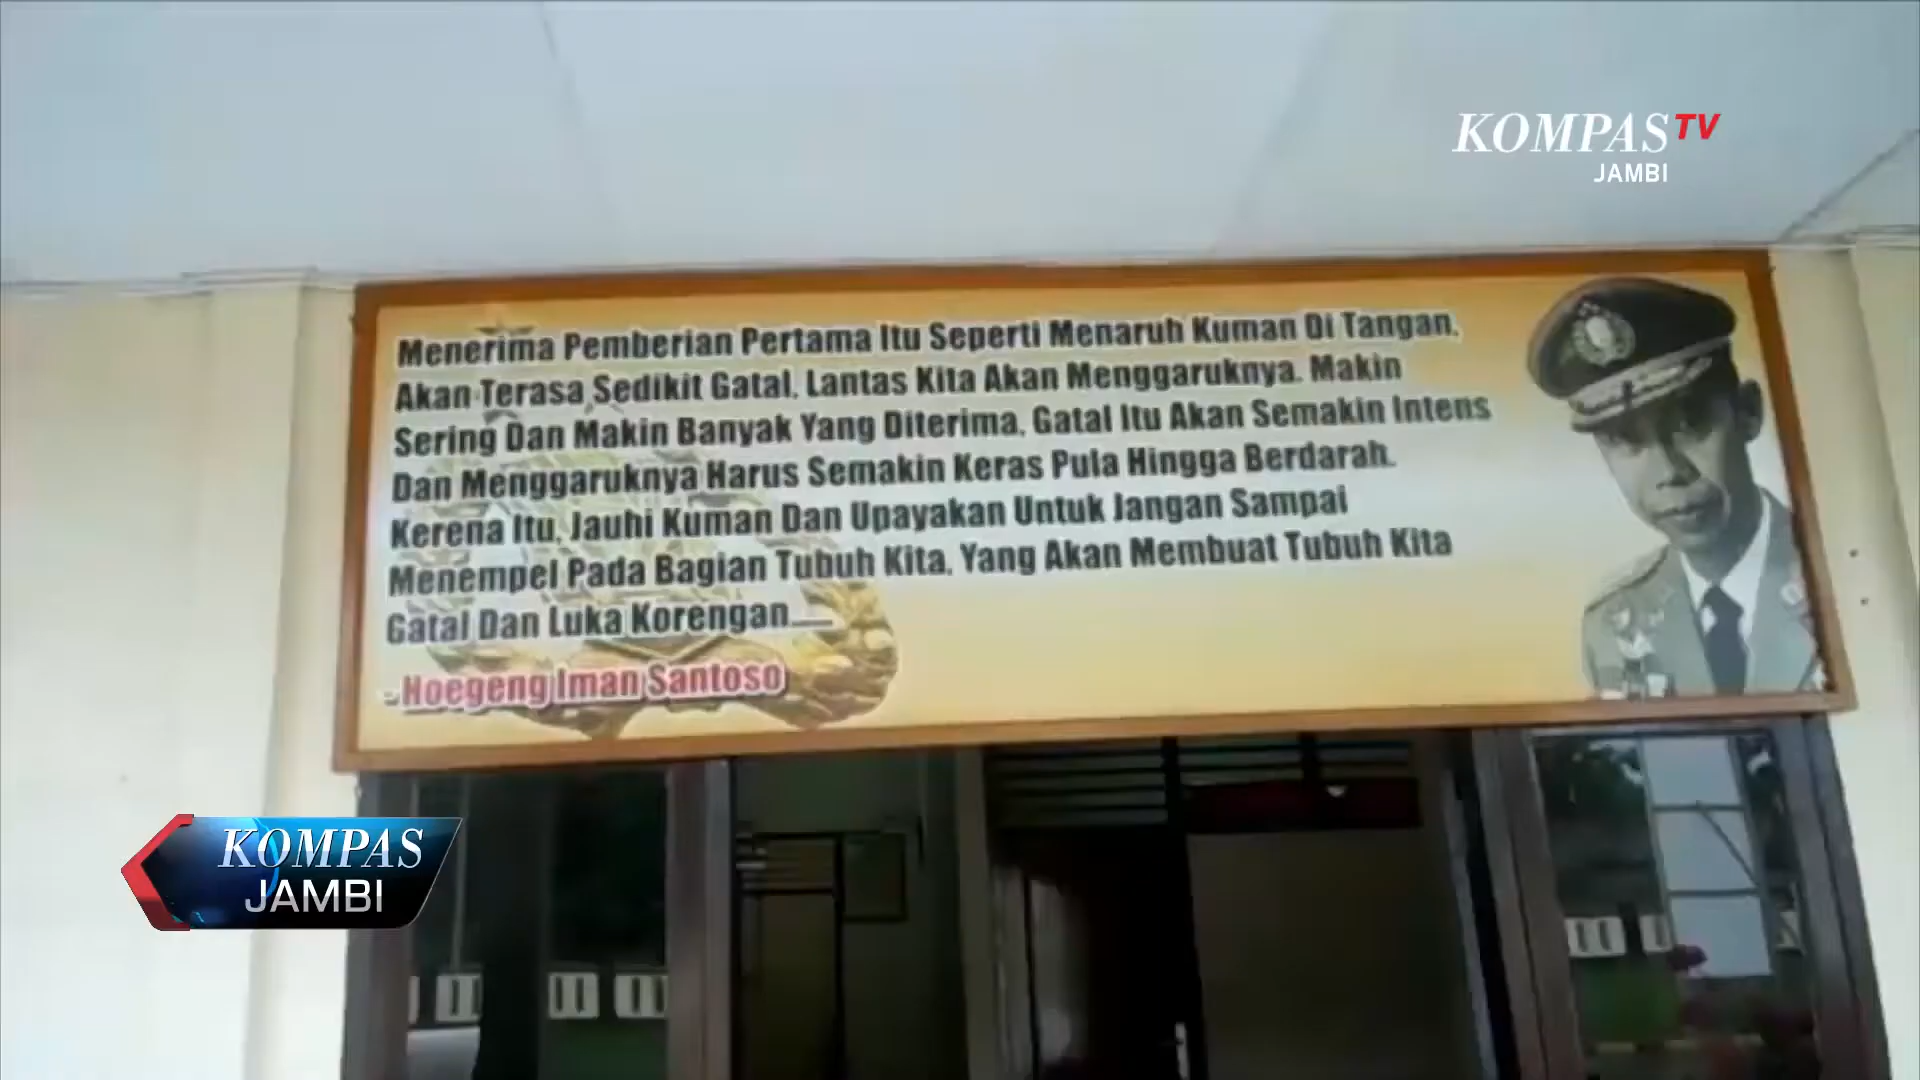 KOMPAS TV
JAMBI
Menerima Pemberian Pertama Itu Seperti Menaruh Kuman Di Tangan,
Akan Terasa Sedikit Gatal, Lantas Kita Akan Menggaruknya. Makin
Sering Dan Makin Banyak Yang Diterima, Gatal Itu Akan Semakin Intens
Dan Menggaruknya Harus Semakin Keras Pula Hingga Berdarah.
Kerena Itu, Jauhi Kuman Dan Upayakan Untuk Jangan Sampai
Menempel Pada Bagian Tubuh Kita, Yang Akan Membuat Tubuh Kita
Gatal Dan Luka Korengan.....
- Hoegeng Iman Santoso
KOMPAS
JAMBI